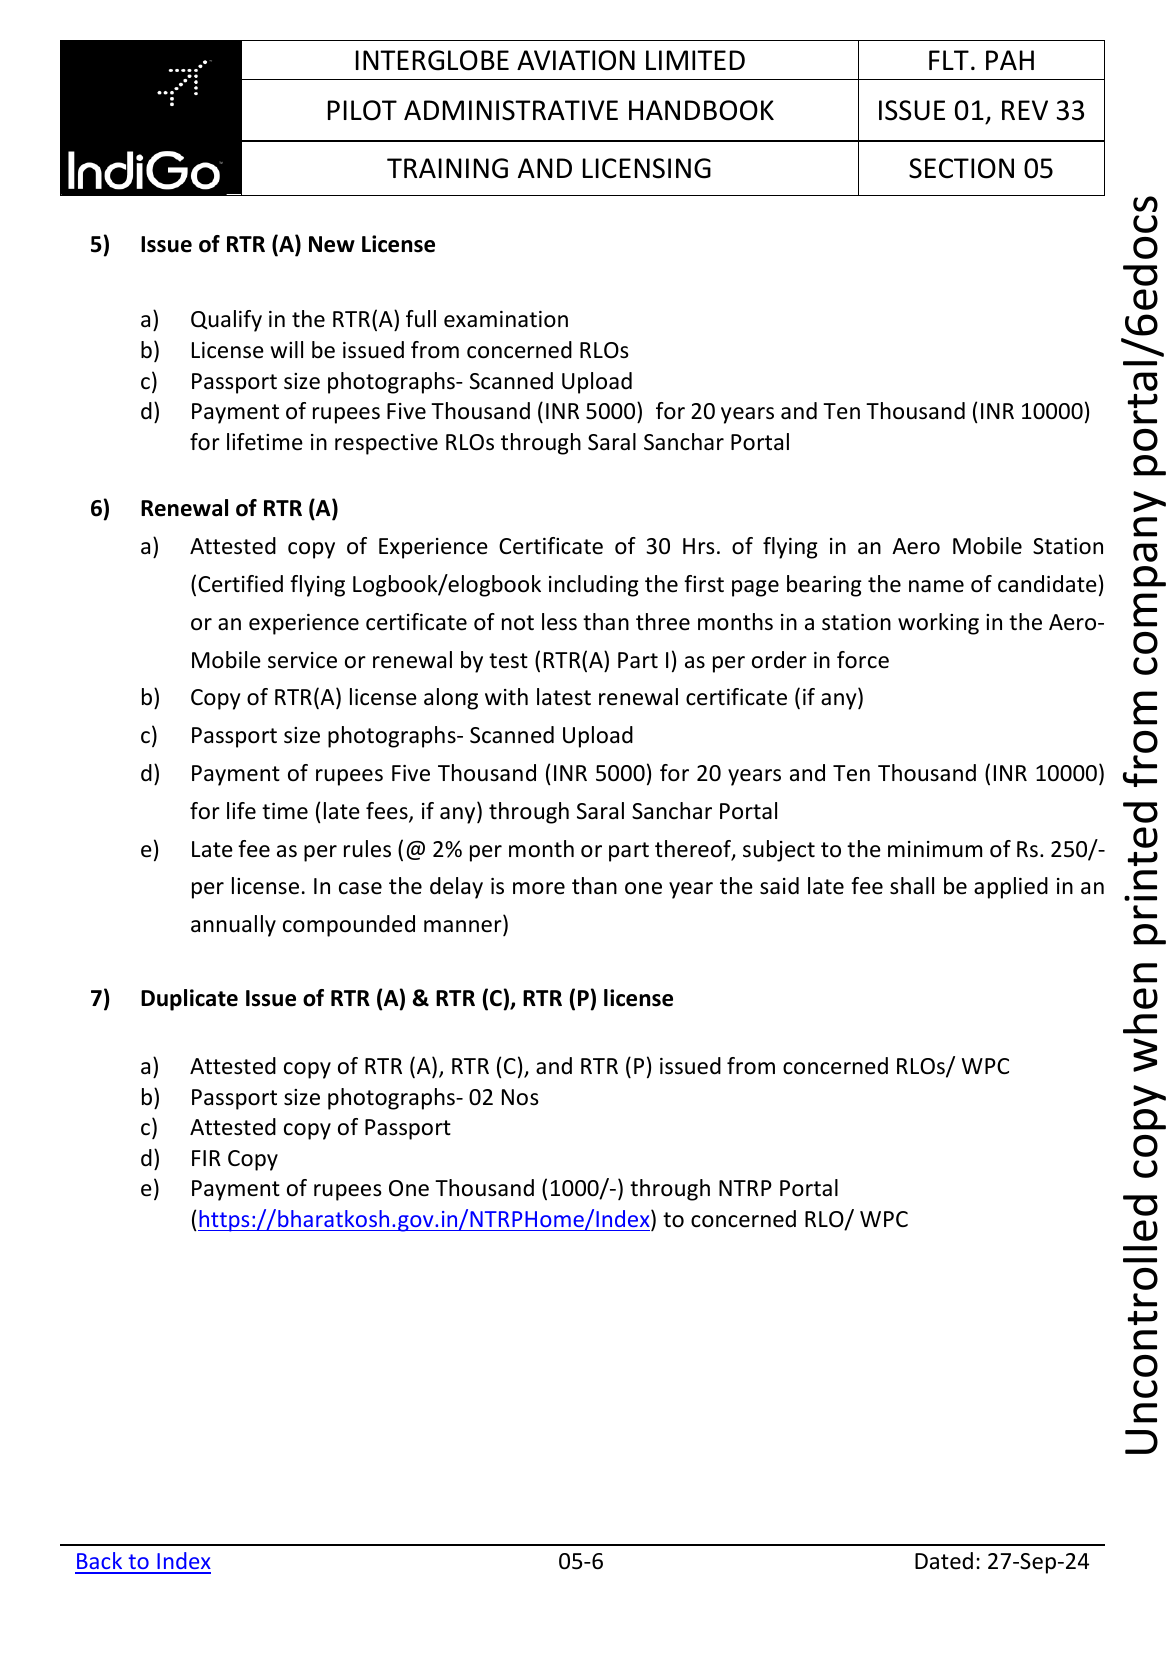 IndiGo
INTERGLOBE AVIATION LIMITED
FLT. PAH
PILOT ADMINISTRATIVE HANDBOOK
ISSUE 01, REV 33
TRAINING AND LICENSING
SECTION 05
5) Issue of RTR (A) New License
a) Qualify in the RTR(A) full examination
b) License will be issued from concerned RLOs
c) Passport size photographs- Scanned Upload
d) Payment of rupees Five Thousand (INR 5000) for 20 years and Ten Thousand (INR 10000)
for lifetime in respective RLOs through Saral Sanchar Portal
6) Renewal of RTR (A)
a) Attested copy of Experience Certificate of 30 Hrs. of flying in an Aero Mobile Station
(Certified flying Logbook/elogbook including the first page bearing the name of candidate)
or an experience certificate of not less than three months in a station working in the Aero-
Mobile service or renewal by test (RTR(A) Part I) as per order in force
b) Copy of RTR(A) license along with latest renewal certificate (if any)
c) Passport size photographs- Scanned Upload
d) Payment of rupees Five Thousand (INR 5000) for 20 years and Ten Thousand (INR 10000)
for life time (late fees, if any) through Saral Sanchar Portal
e) Late fee as per rules (@ 2% per month or part thereof, subject to the minimum of Rs. 250/-
per license. In case the delay is more than one year the said late fee shall be applied in an
annually compounded manner)
7) Duplicate Issue of RTR (A) & RTR (C), RTR (P) license
a) Attested copy of RTR (A), RTR (C), and RTR (P) issued from concerned RLOs/ WPC
b) Passport size photographs- 02 Nos
c) Attested copy of Passport
d) FIR Copy
e) Payment of rupees One Thousand (1000/-) through NTRP Portal
(https://bharatkosh.gov.in/NTRPHome/Index) to concerned RLO/ WPC
Back to Index
05-6
Dated: 27-Sep-24
Uncontrolled copy when printed from company portal/6edocs